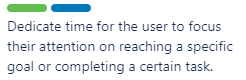 Dedicate time for the user to focus
their attention on reaching a specific
goal or completing a certain task.